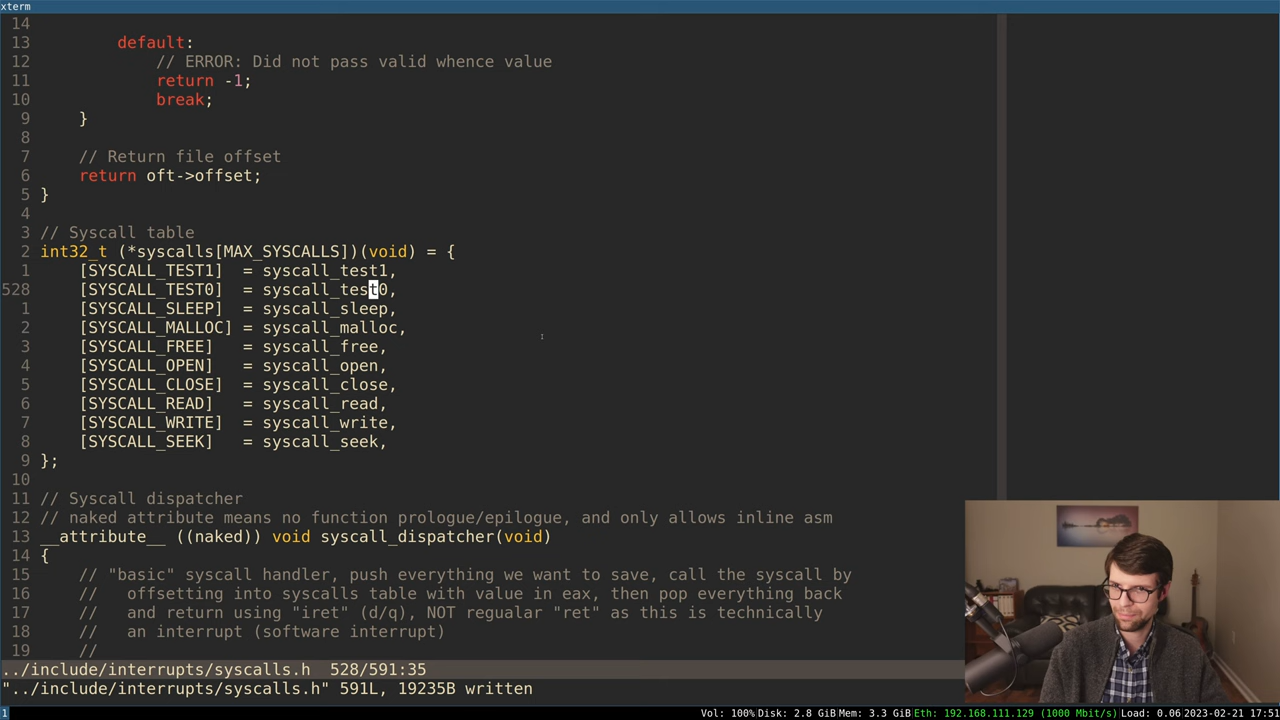 xterm
14
13         default:
12             // ERROR: Did not pass valid whence value
11             return -1;
10             break;
9     }
8
7     // Return file offset
6     return oft->offset;
5 }
4
3 // Syscall table
2 int32_t (*syscalls[MAX_SYSCALLS])(void) = {
1     [SYSCALL_TEST1]  = syscall_test1,
528     [SYSCALL_TEST0]  = syscall_test0,
1     [SYSCALL_SLEEP]  = syscall_sleep,
2     [SYSCALL_MALLOC] = syscall_malloc,
3     [SYSCALL_FREE]   = syscall_free,
4     [SYSCALL_OPEN]   = syscall_open,
5     [SYSCALL_CLOSE]  = syscall_close,
6     [SYSCALL_READ]   = syscall_read,
7     [SYSCALL_WRITE]  = syscall_write,
8     [SYSCALL_SEEK]   = syscall_seek,
9 };
10
11 // Syscall dispatcher
12 // naked attribute means no function prologue/epilogue, and only allows inline asm
13 __attribute__ ((naked)) void syscall_dispatcher(void)
14 {
15     // "basic" syscall handler, push everything we want to save, call the syscall by
16     //   offsetting into syscalls table with value in eax, then pop everything back
17     //   and return using "iret" (d/q), NOT regualar "ret" as this is technically
18     //   an interrupt (software interrupt)
19     //
../include/interrupts/syscalls.h  528/591:35
"../include/interrupts/syscalls.h" 591L, 19235B written
1 Vol: 100% Disk: 2.8 GiB Mem: 3.3 GiB Eth: 192.168.111.129 (1000 Mbit/s) Load: 0.06 2023-02-21 17:51